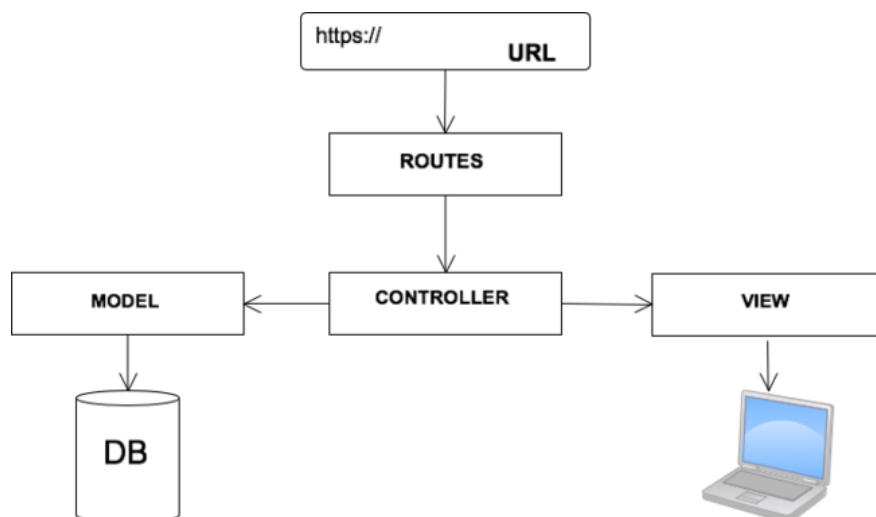 https://
URL
ROUTES
MODEL
CONTROLLER
VIEW
DB